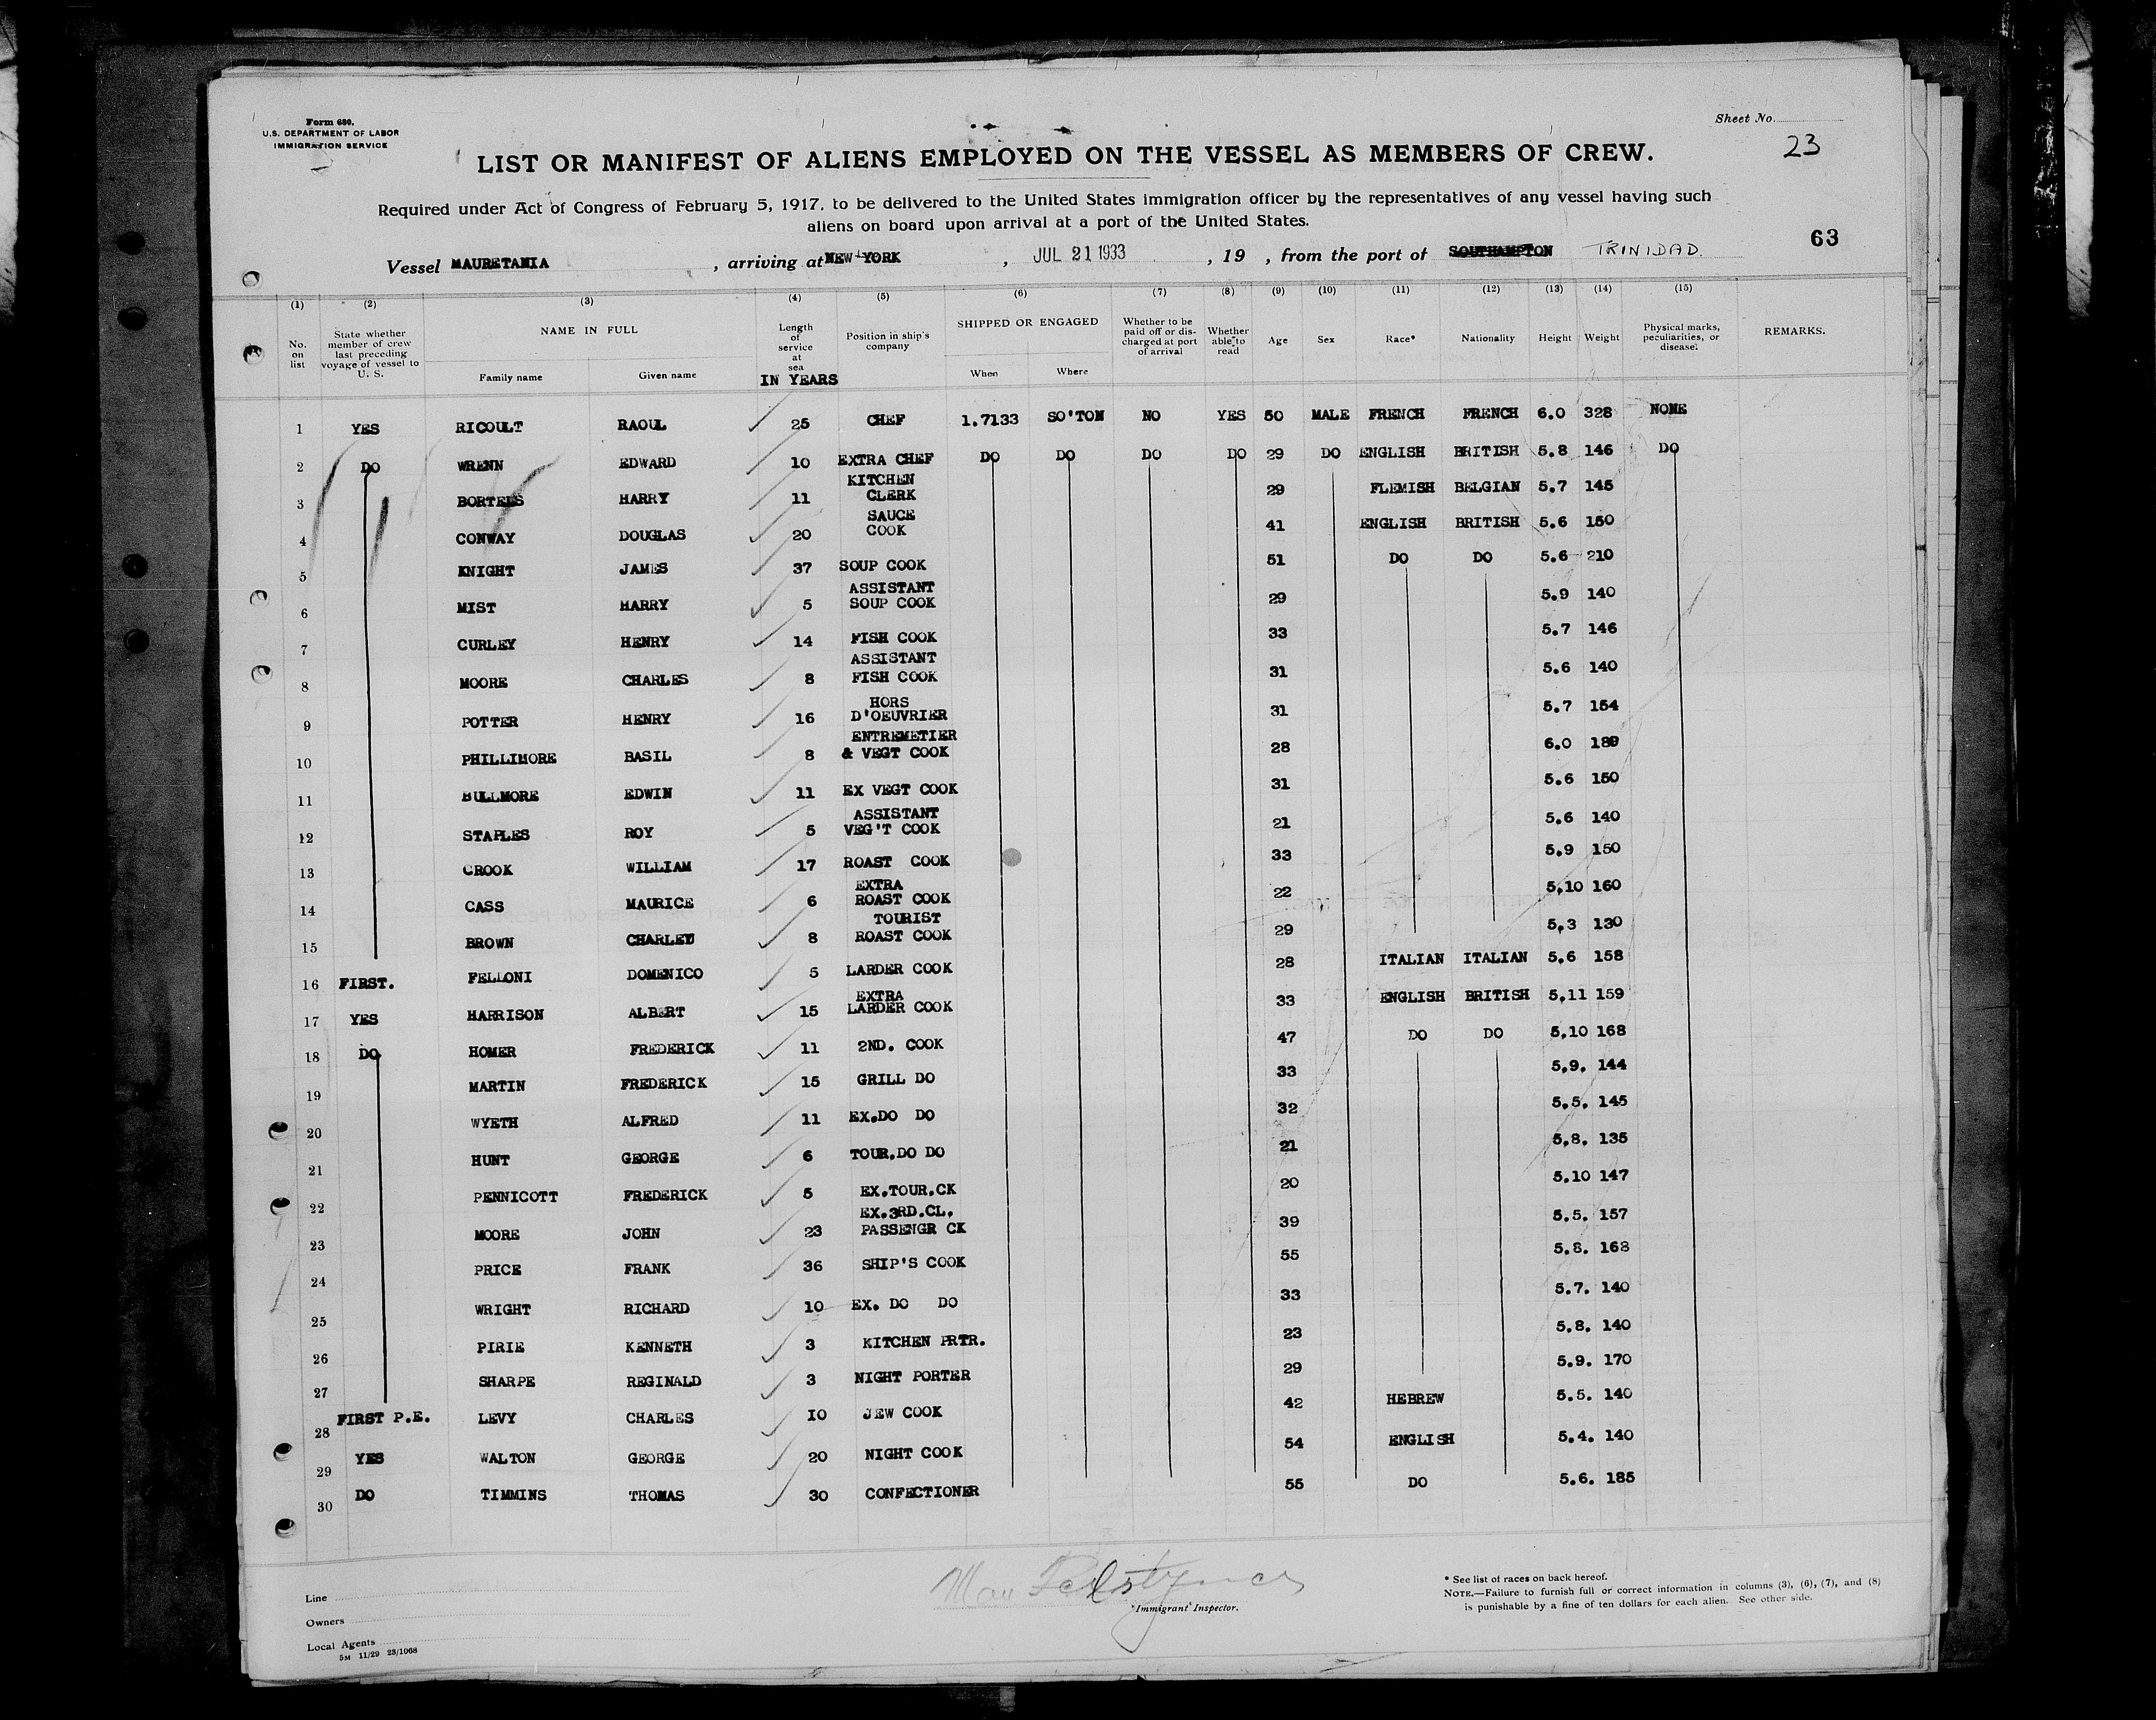 Form 680.
U.S. DEPARTMENT OF LABOR
IMMIGRATION SERVICE
Sheet No.
23
LIST OR MANIFEST OF ALIENS EMPLOYED ON THE VESSEL AS MEMBERS OF CREW.
Required under Act of Congress of February 5, 1917, to be delivered to the United States immigration officer by the representatives of any vessel having such
aliens on board upon arrival at a port of the United States.
63
Vessel MAURETANIA , arriving at NEW YORK , JUL 21 1933 , 19 , from the port of SOUTHAMPTON TRINIDAD.
(1) (2) (3) (4) (5) (6) (7) (8) (9) (10) (11) (12) (13) (14) (15)
No. on list
State whether member of crew last preceding voyage of vessel to U. S.
NAME IN FULL
Family name Given name
Length of service at sea
IN YEARS
Position in ship's company
SHIPPED OR ENGAGED
When Where
Whether to be paid off or discharged at port of arrival
Whether able to read
Age Sex Race* Nationality Height Weight
Physical marks, peculiarities, or disease.
REMARKS.
1 YES RICOULT RAOUL 25 CHEF 1.7133 SO'TON NO YES 50 MALE FRENCH FRENCH 6.0 328 NONE
2 DO WRENN EDWARD 10 EXTRA CHEF DO DO DO DO 29 DO ENGLISH BRITISH 5.8 146 DO
3 BORTELS HARRY 11 KITCHEN CLERK 29 FLEMISH BELGIAN 5.7 145
4 CONWAY DOUGLAS 20 SAUCE COOK 41 ENGLISH BRITISH 5.6 150
5 KNIGHT JAMES 37 SOUP COOK 51 DO DO 5.6 210
6 MIST HARRY 5 ASSISTANT SOUP COOK 29 5.9 140
7 CURLEY HENRY 14 FISH COOK 33 5.7 146
8 MOORE CHARLES 8 ASSISTANT FISH COOK 31 5.6 140
9 POTTER HENRY 16 HORS D'OEUVRIER 31 5.7 154
10 PHILLIMORE BASIL 8 ENTREMETIER & VEGT COOK 28 6.0
11 BULLMORE EDWIN 11 EX VEGT COOK 31 5.6 150
12 STAPLES ROY 5 ASSISTANT VEG'T COOK 21 5.6 140
13 CROOK WILLIAM 17 ROAST COOK 33 5.9 150
14 CASS MAURICE 6 EXTRA ROAST COOK 22 5.10 160
15 BROWN CHARLES 8 TOURIST ROAST COOK 29 5.3 130
16 FIRST. FELLONI DOMENICO 5 LARDER COOK 28 ITALIAN ITALIAN 5.6 158
17 YES HARRISON ALBERT 15 EXTRA LARDER COOK 33 ENGLISH BRITISH 5.11 159
18 DO HOMER FREDERICK 11 2ND. COOK 47 DO DO 5.10 168
19 MARTIN FREDERICK 15 GRILL DO 33 5.9. 144
20 WYETH ALFRED 11 EX.DO DO 32 5.5. 145
21 HUNT GEORGE 6 TOUR.DO DO 21 5.8. 135
22 PENNICOTT FREDERICK 5 EX.TOUR.CK 20 5.10 147
23 MOORE JOHN 23 EX.3RD.CL. PASSENGR CK 39 5.5. 157
24 PRICE FRANK 36 SHIP'S COOK 55 5.8. 168
25 WRIGHT RICHARD 10 EX. DO DO 33 5.7. 140
26 PIRIE KENNETH 3 KITCHEN PRTR. 23 5.8. 140
27 SHARPE REGINALD 3 NIGHT PORTER 29 5.9. 170
28 FIRST P.E. LEVY CHARLES 10 JEW COOK 42 HEBREW 5.5. 140
29 YES WALTON GEORGE 20 NIGHT COOK 54 ENGLISH 5.4. 140
30 DO TIMMINS THOMAS 30 CONFECTIONER 55 DO 5.6. 185
Line
Owners
Local Agents
5M 11/29 23/1068
Immigrant Inspector.
* See list of races on back hereof.
NOTE.—Failure to furnish full or correct information in columns (3), (6), (7), and (8)
is punishable by a fine of ten dollars for each alien. See other side.